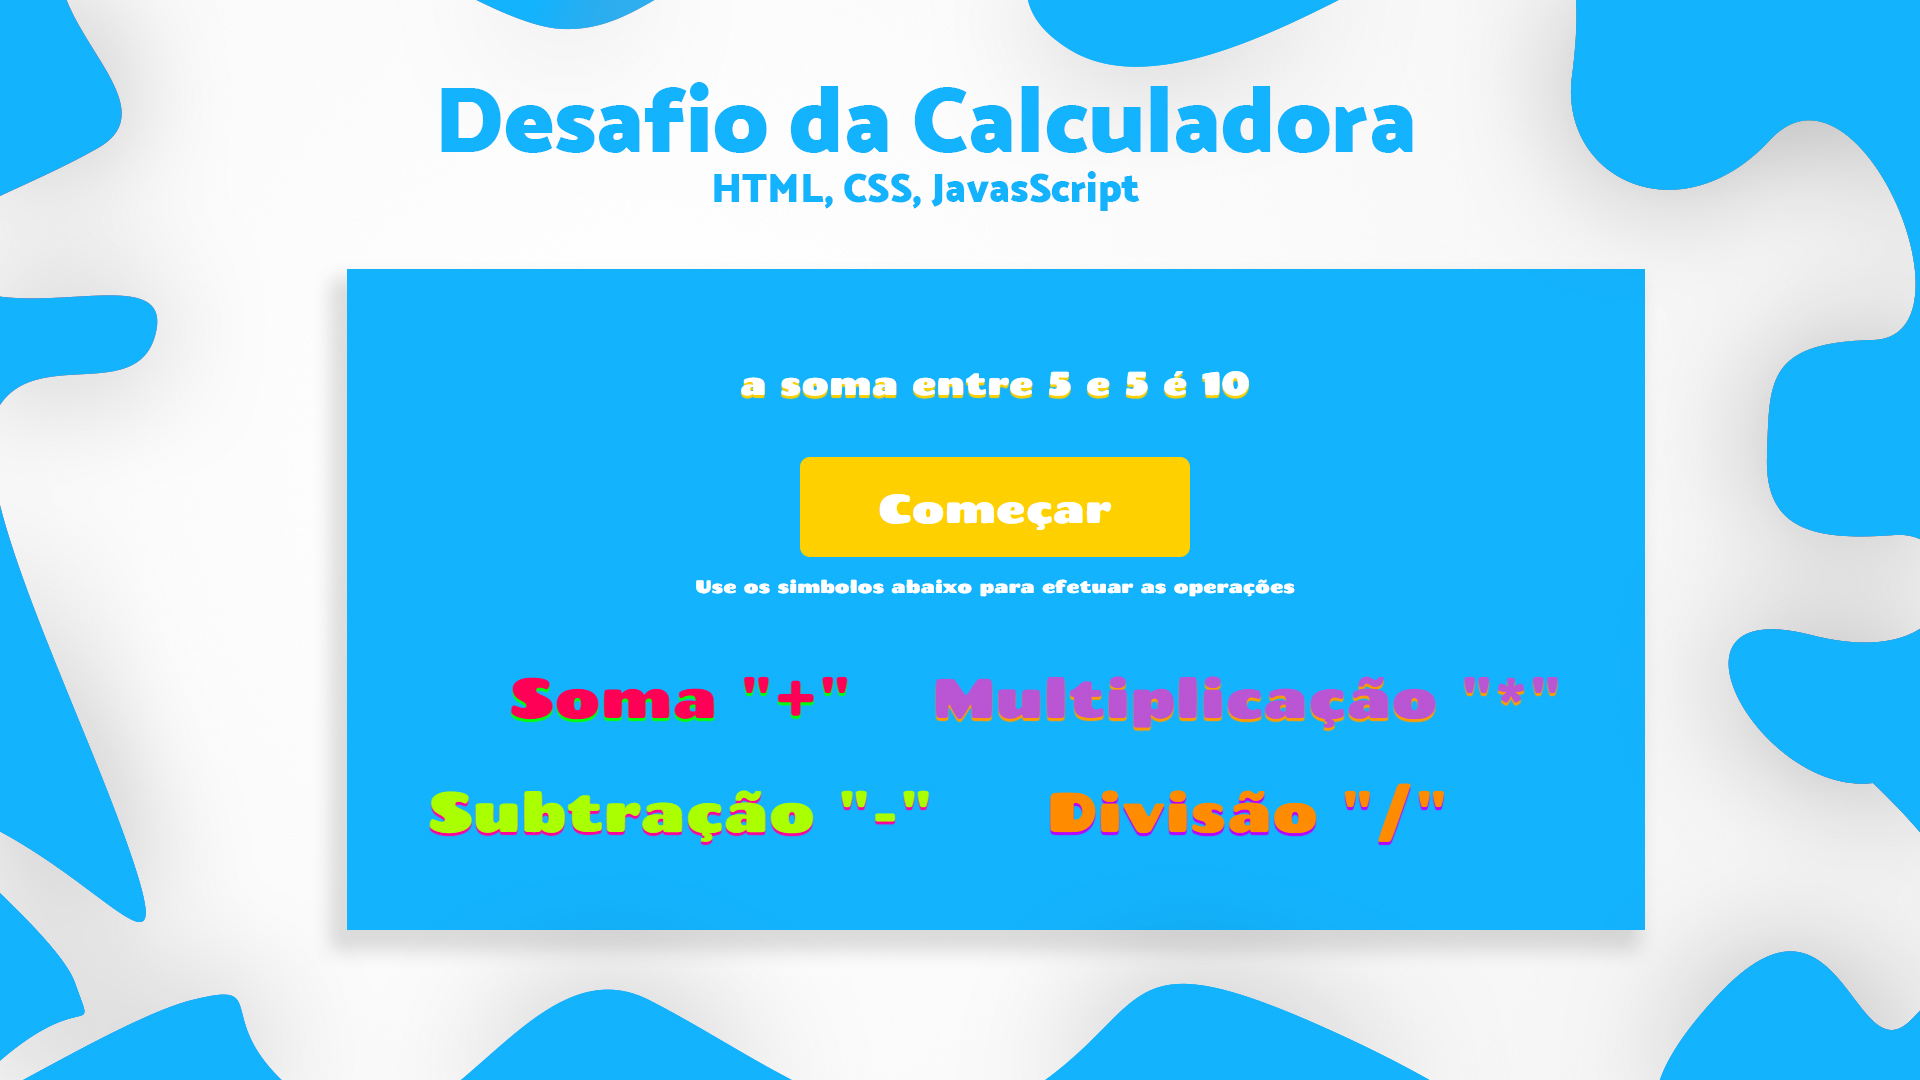 Desafio da Calculadora
HTML, CSS, JavasScript
a soma entre 5 e 5 é 10
Começar
Use os simbolos abaixo para efetuar as operações
Soma "+" Multiplicação "*"
Subtração "-" Divisão "/"